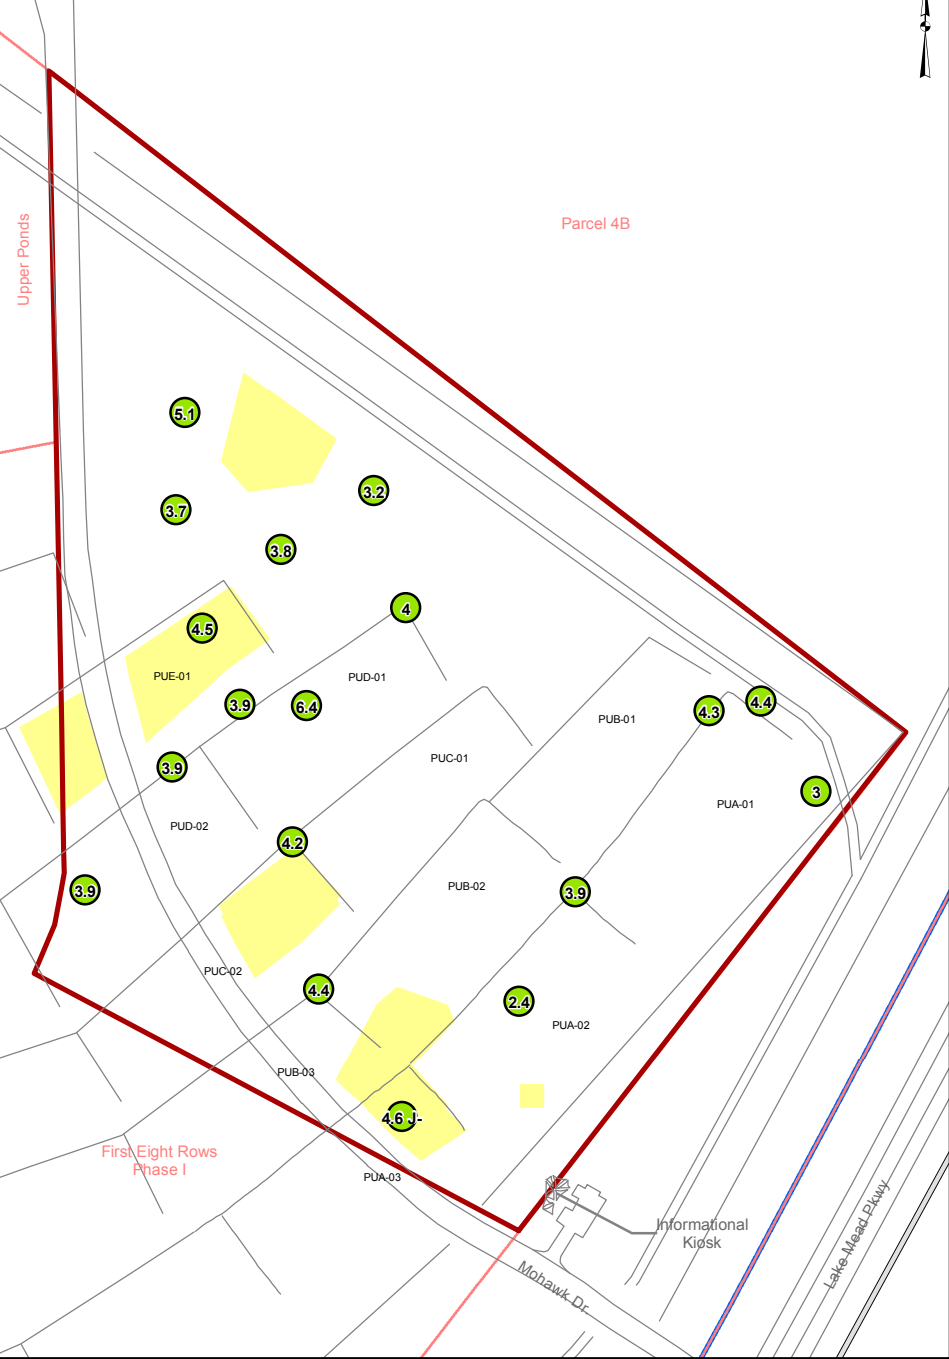 Parcel 4B
Upper Ponds
5.1
3.2
3.7
3.8
4
4.5
PUE-01
PUD-01
3.9
6.4
4.3
4.4
PUB-01
PUC-01
3.9
3
PUA-01
PUD-02
4.2
3.9
PUB-02
3.9
PUC-02
4.4
2.4
PUA-02
PUB-03
4.6 J-
First Eight Rows
Phase I
PUA-03
Informational
Kiosk
Lake Mead Pkwy
Mohawk Dr